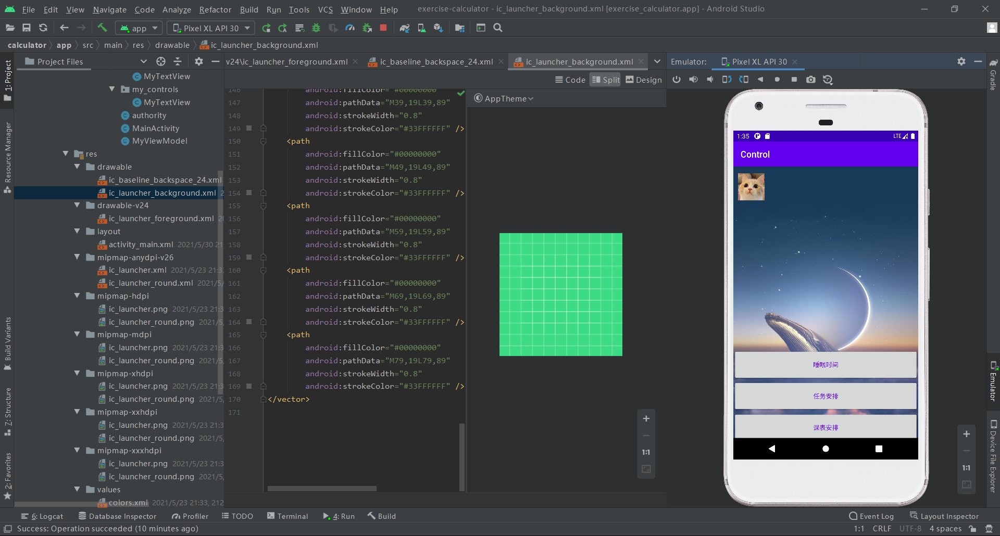 File Edit View Navigate Code Analyze Refactor Build Run Tools VCS Window Help exercise-calculator - ic_launcher_background.xml [exercise_calculator.app] - Android Studio
app Pixel XL API 30
calculator app src main res drawable ic_launcher_background.xml
1: Project
Resource Manager
Build Variants
7: Structure
2: Favorites
Project Files
MyTextView
my_controls
MyTextView
authority
MainActivity
MyViewModel
res
drawable
ic_baseline_backspace_24.xml
ic_launcher_background.xml 2
drawable-v24
ic_launcher_foreground.xml 20
layout
activity_main.xml 2021/5/30 21
mipmap-anydpi-v26
ic_launcher.xml 2021/5/23 21:33
ic_launcher_round.xml 2021/5/
mipmap-hdpi
ic_launcher.png 2021/5/23 21:3
ic_launcher_round.png 2021/5/
mipmap-mdpi
ic_launcher.png 2021/5/23 21:3
ic_launcher_round.png 2021/5/
mipmap-xhdpi
ic_launcher.png 2021/5/23 21:3
ic_launcher_round.png 2021/5/
mipmap-xxhdpi
ic_launcher.png 2021/5/23 21:3
ic_launcher_round.png 2021/5/
mipmap-xxxhdpi
ic_launcher.png 2021/5/23 21:3
ic_launcher_round.png 2021/5/
values
colors.xml 2021/5/23 21:33, 212
v24\ic_launcher_foreground.xml ic_baseline_backspace_24.xml ic_launcher_background.xml
Code Split Design
AppTheme
146 android:fillColor="#00000000"
147 android:pathData="M39,19L39,89"
148 android:strokeWidth="0.8"
149 android:strokeColor="#33FFFFFF" />
150 <path
151 android:fillColor="#00000000"
152 android:pathData="M49,19L49,89"
153 android:strokeWidth="0.8"
154 android:strokeColor="#33FFFFFF" />
155 <path
156 android:fillColor="#00000000"
157 android:pathData="M59,19L59,89"
158 android:strokeWidth="0.8"
159 android:strokeColor="#33FFFFFF" />
160 <path
161 android:fillColor="#00000000"
162 android:pathData="M69,19L69,89"
163 android:strokeWidth="0.8"
164 android:strokeColor="#33FFFFFF" />
165 <path
166 android:fillColor="#00000000"
167 android:pathData="M79,19L79,89"
168 android:strokeWidth="0.8"
169 android:strokeColor="#33FFFFFF" />
170 </vector>
171
1:1
Emulator: Pixel XL API 30
1:35 LTE
Control
睡眠时间
任务安排
课表安排
1:1
Gradle
Emulator
Device File Explorer
6: Logcat Database Inspector Profiler TODO Terminal 4: Run Build Event Log Layout Inspector
Success: Operation succeeded (10 minutes ago) 1:1 CRLF UTF-8 4 spaces